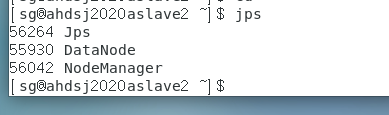 [sg@ahdsj2020aslave2 ~]$ jps
56264 Jps
55930 DataNode
56042 NodeManager
[sg@ahdsj2020aslave2 ~]$